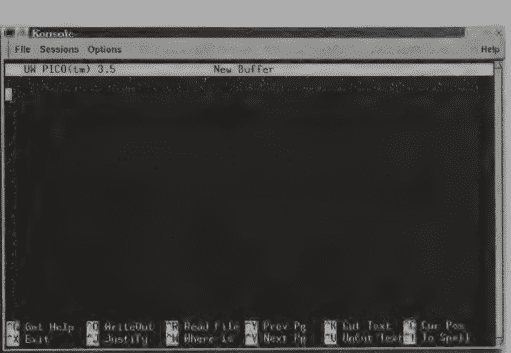 Konsole
File Sessions Options Help
UW PICO(tm) 3.5 New Buffer
^G Get Help ^O WriteOut ^R Read File ^Y Prev Pg ^K Cut Text ^C Cur Pos
^X Exit ^J Justify ^W Where is ^V Next Pg ^U UnCut Text ^T To Spell